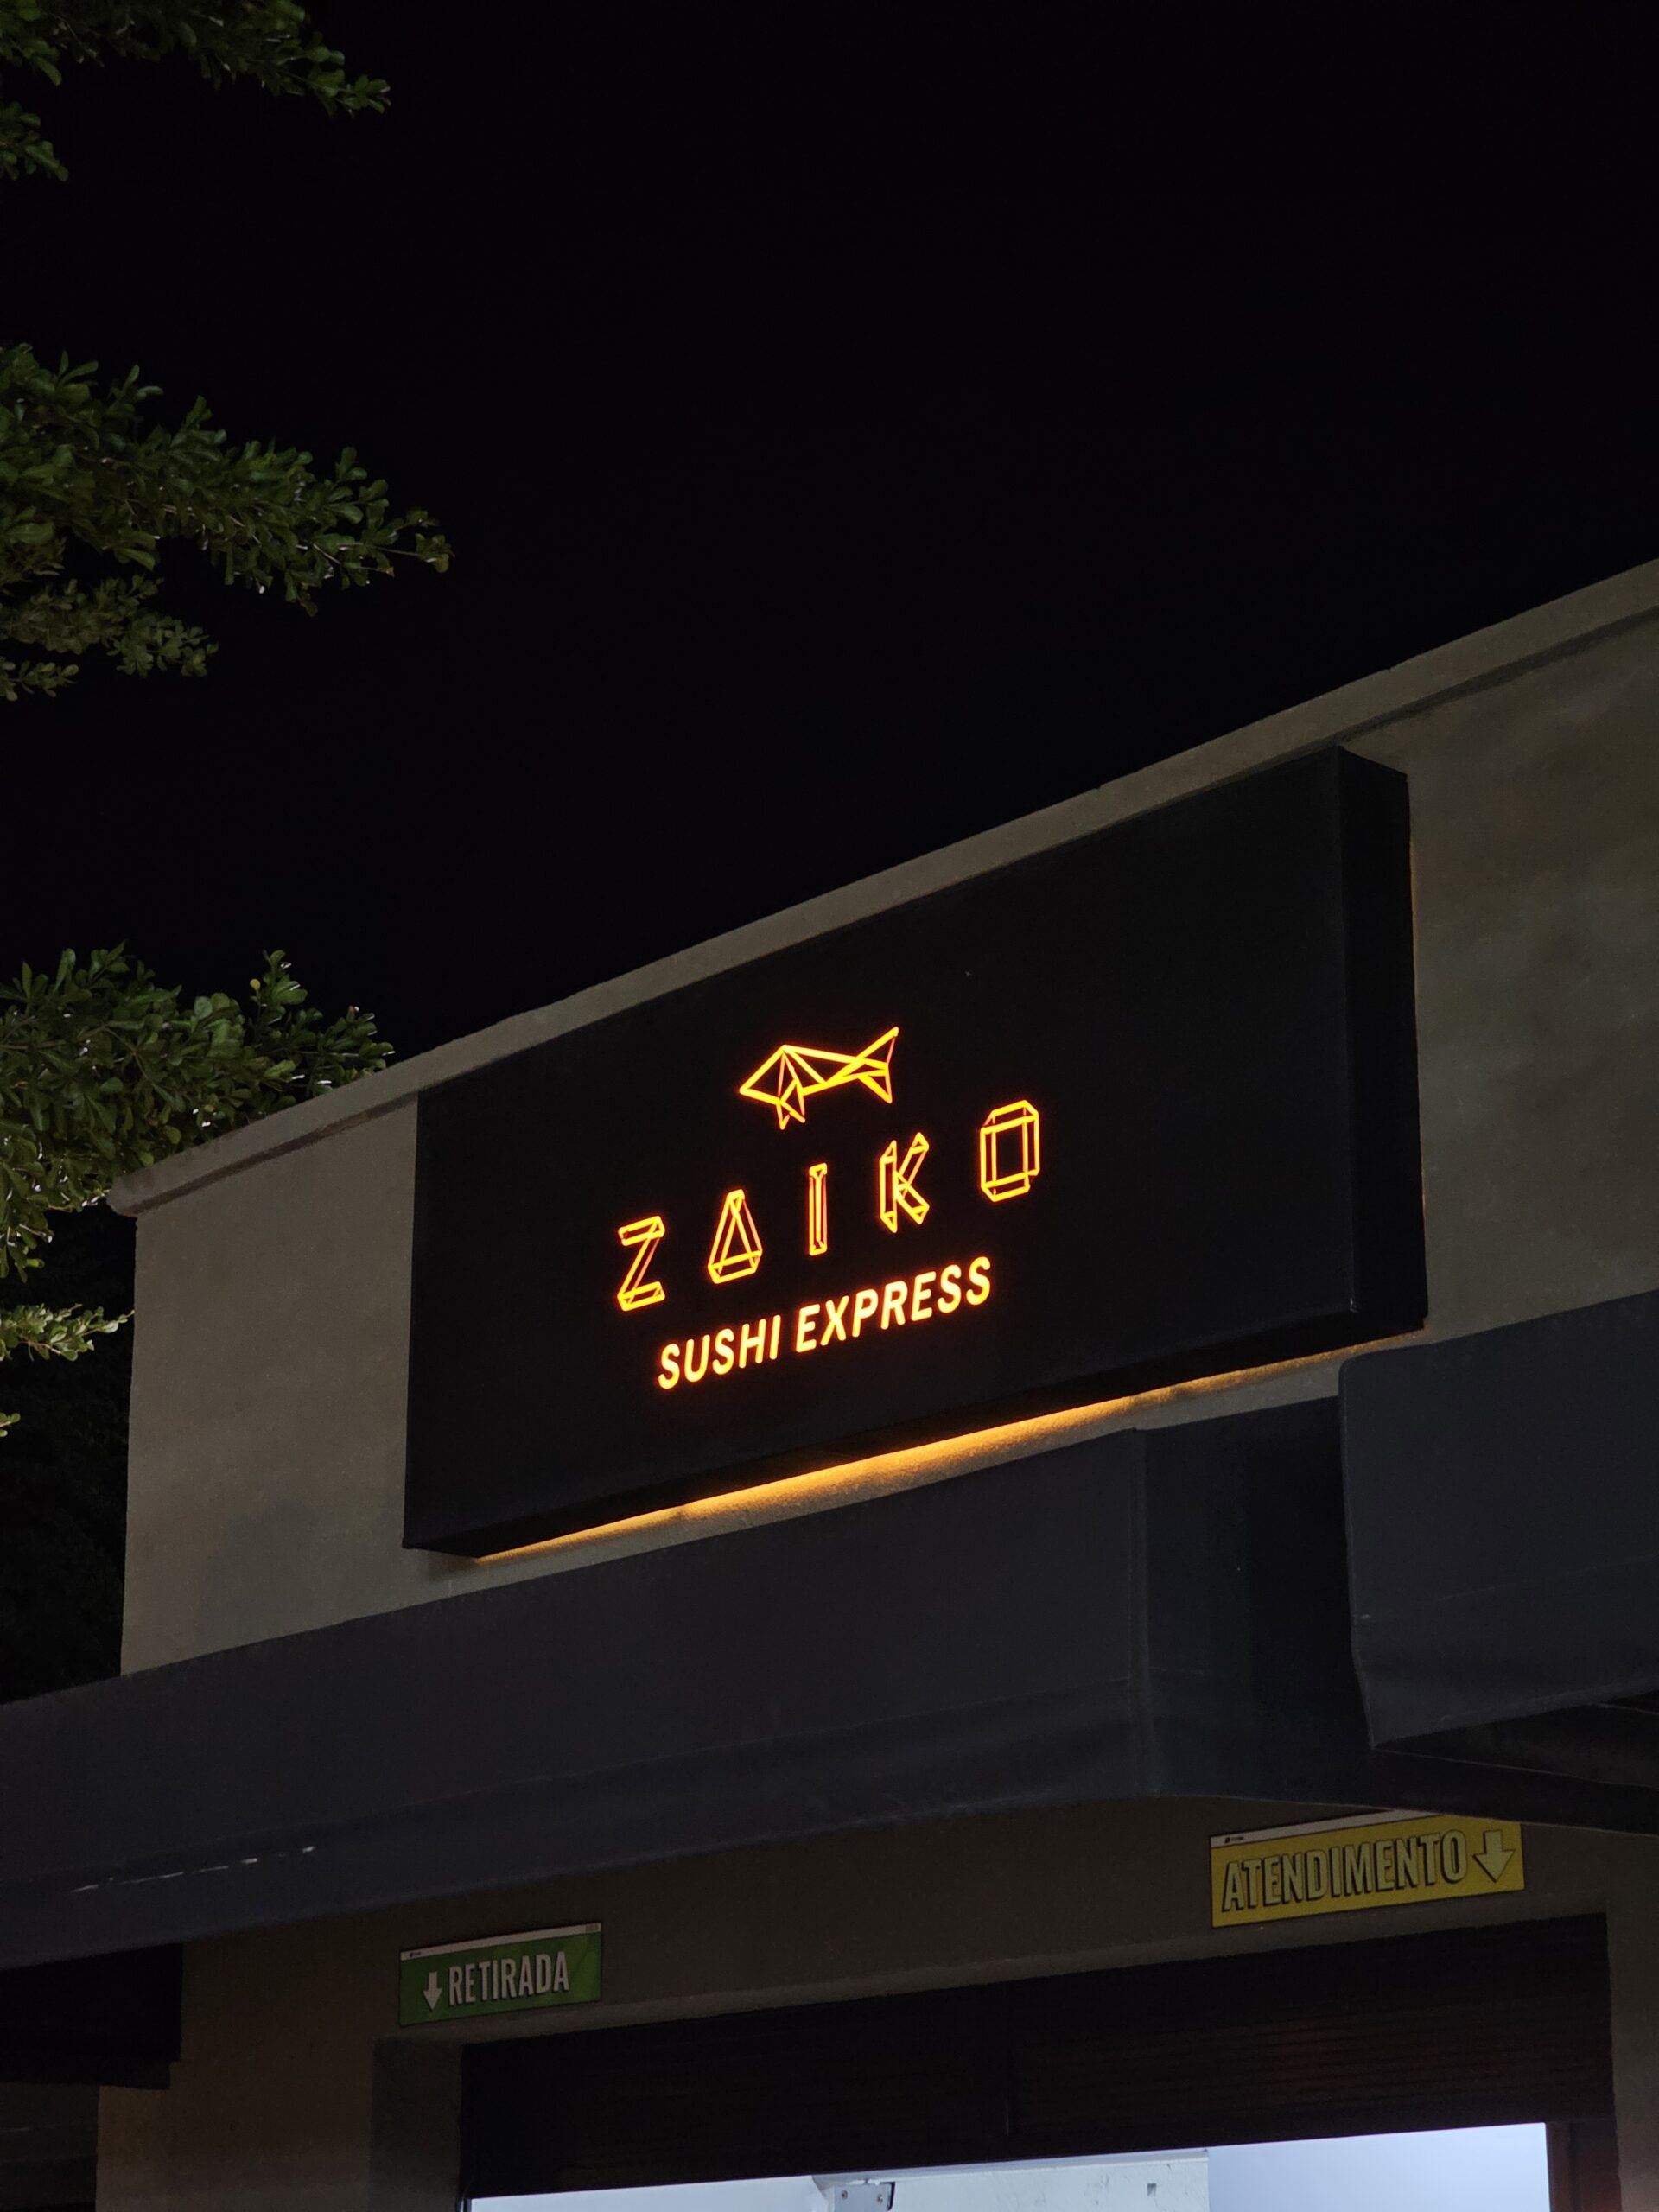 ZAIKO
SUSHI EXPRESS
ATENDIMENTO
RETIRADA